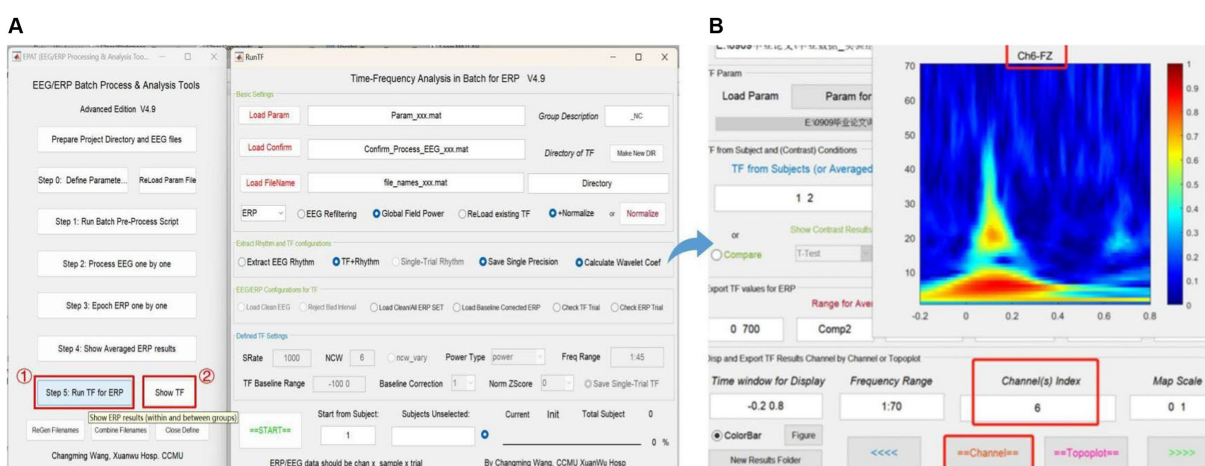 A
EPAT (EEG/ERP Processing & Analysis Too...
EEG/ERP Batch Process & Analysis Tools
Advanced Edition V4.9
Prepare Project Directory and EEG files
Step 0: Define Paramete...
ReLoad Param File
Step 1: Run Batch Pre-Process Script
Step 2: Process EEG one by one
Step 3: Epoch ERP one by one
Step 4: Show Averaged ERP results
① ②
Step 5: Run TF for ERP
Show TF
Show ERP results (within and between groups)
ReGen Filenames
Combine Filenames
Close Define
Changming Wang, Xuanwu Hosp. CCMU
RunTF
Time-Frequency Analysis in Batch for ERP V4.9
Basic Settings
Load Param
Param_xxx.mat
Group Description
_NC
Load Confirm
Confirm_Process_EEG_xxx.mat
Directory of TF
Make New DIR
Load FileName
file_names_xxx.mat
Directory
ERP
EEG Refiltering
Global Field Power
ReLoad existing TF
+Normalize
or
Normalize
Extract Rhythm and TF configurations
Extract EEG Rhythm
TF+Rhythm
Single-Trial Rhythm
Save Single Precision
Calculate Wavelet Coef
EEG/ERP Configurations for TF
Load Clean EEG
Reject Bad Interval
Load Clean/All ERP SET
Load Baseline Corrected ERP
Check TF Trial
Check ERP Trial
Defined TF Settings
SRate
1000
NCW
6
ncw_vary
Power Type
power
Freq Range
1:45
TF Baseline Range
-100 0
Baseline Correction
1
Norm ZScore
0
Save Single-Trial TF
==START==
Start from Subject:
1
Subjects Unselected:
Current
Init
Total Subject
0
0 %
ERP/EEG data should be chan x sample x trial
By Changming Wang, CCMU XuanWu Hosp
B
TF Param
Load Param
Param for
TF from Subject and (Contrast) Conditions
TF from Subjects (or Averaged
1 2
or
Show Contrast Results
Compare
T-Test
Export TF values for ERP
Range for Aver
0 700
Comp2
Ch6-FZ
70
60
50
40
30
20
10
-0.2 0 0.2 0.4 0.6 0.8
1
0.9
0.8
0.7
0.6
0.5
0.4
0.3
0.2
0.1
0
Disp and Export TF Results Channel by Channel or Topoplot
Time window for Display
Frequency Range
Channel(s) Index
Map Scale
-0.2 0.8
1:70
6
0 1
ColorBar
Figure
<<<<
==Channel==
==Topoplot==
>>>>
New Results Folder